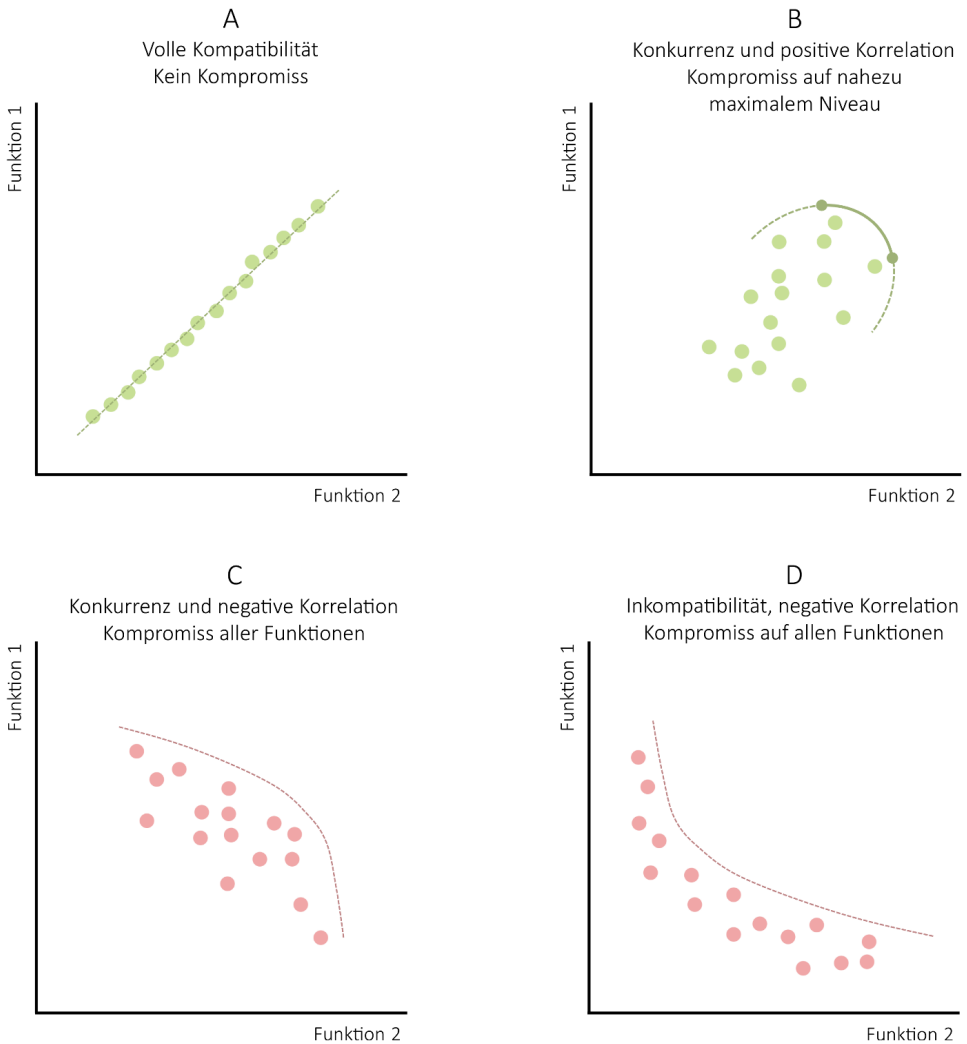 A
Volle Kompatibilität
Kein Kompromiss
Funktion 1
Funktion 2
B
Konkurrenz und positive Korrelation
Kompromiss auf nahezu
maximalem Niveau
Funktion 1
Funktion 2
C
Konkurrenz und negative Korrelation
Kompromiss aller Funktionen
Funktion 1
Funktion 2
D
Inkompatibilität, negative Korrelation
Kompromiss auf allen Funktionen
Funktion 1
Funktion 2